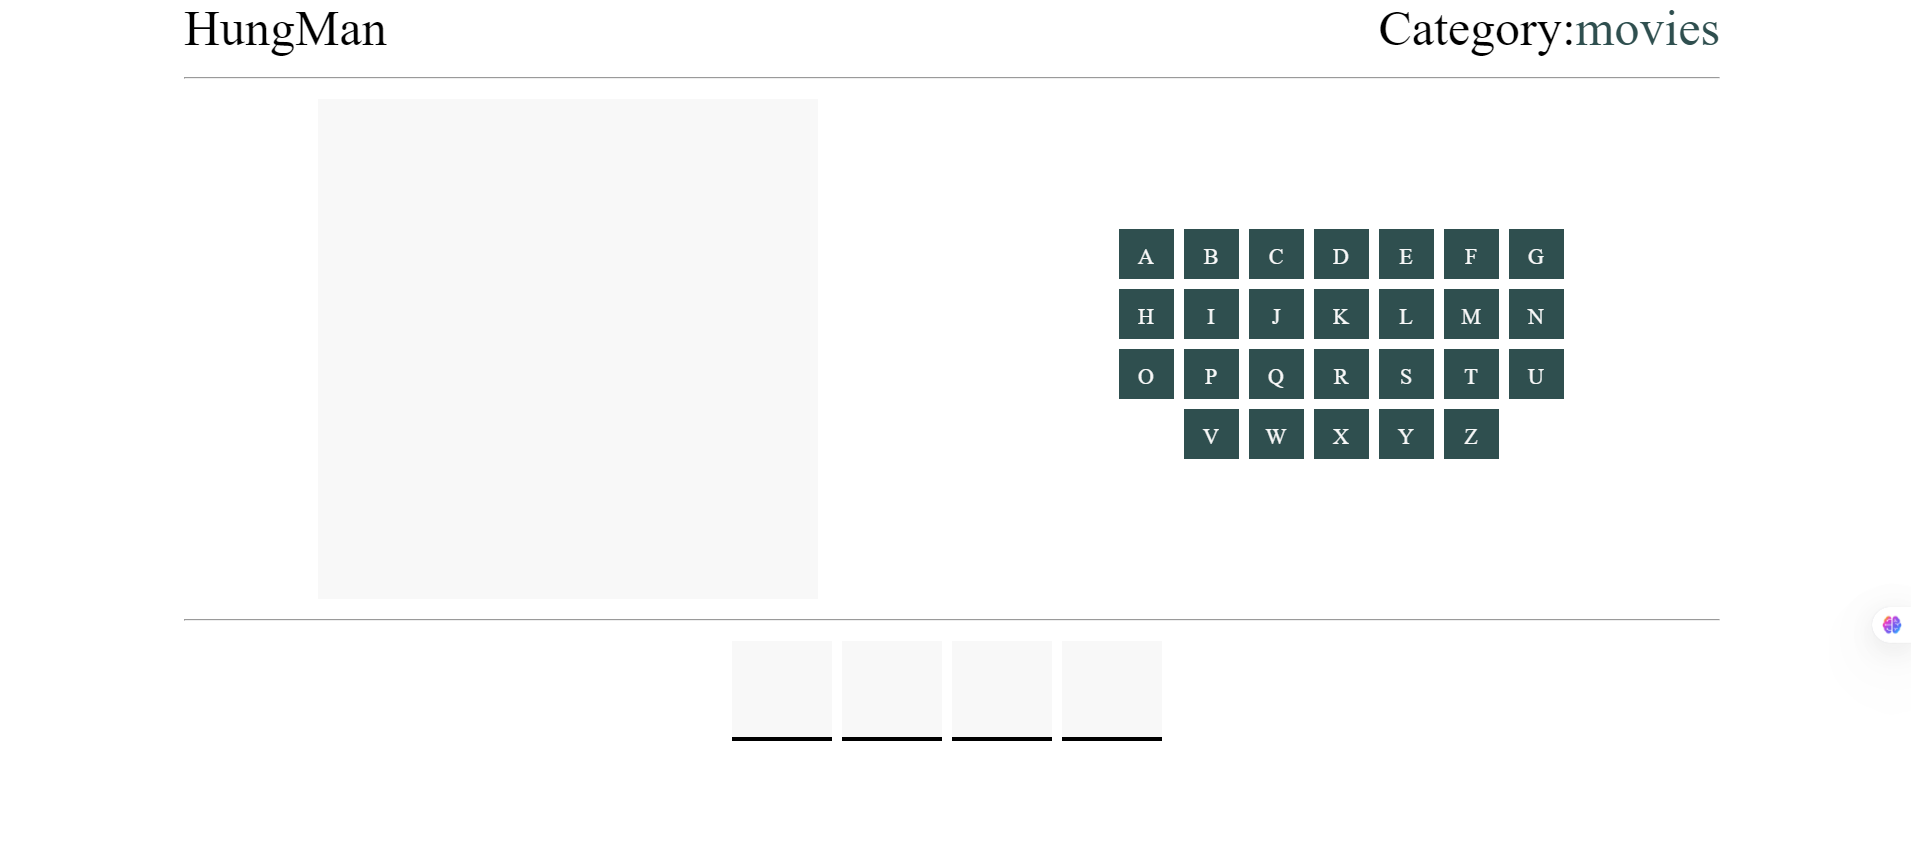 HungMan
Category:movies
A B C D E F G
H I J K L M N
O P Q R S T U
V W X Y Z